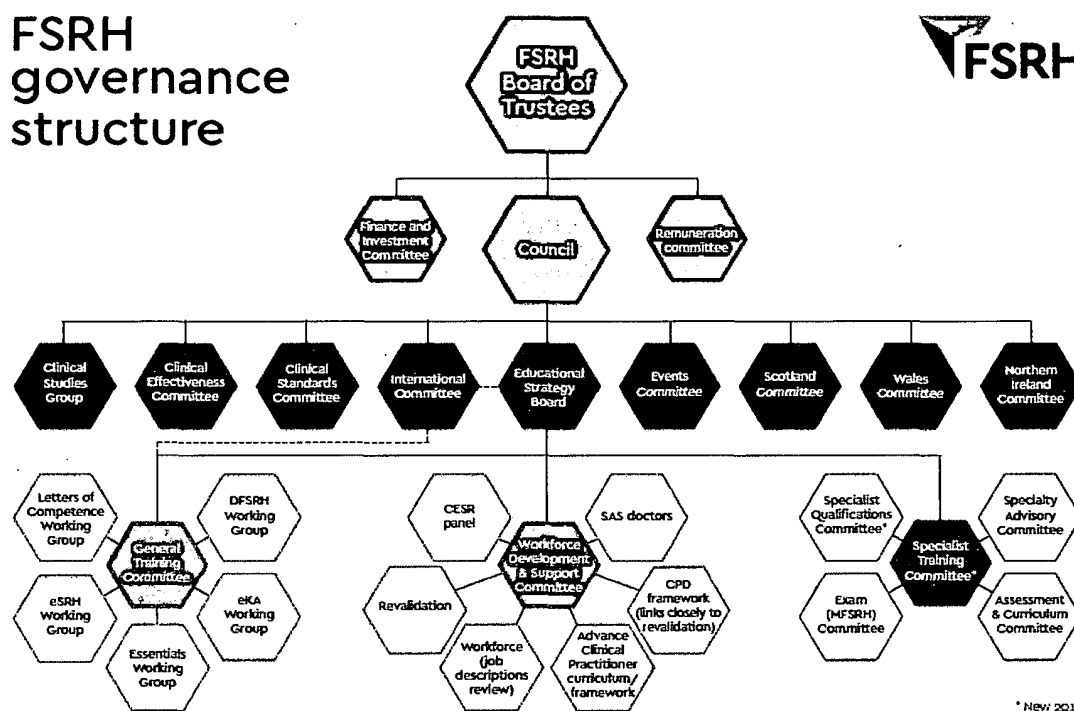 FSRH
governance
structure
FSRH
FSRH
Board of
Trustees
Finance and
Investment
Committee
Council
Remuneration
committee
Clinical
Studies
Group
Clinical
Effectiveness
Committee
Clinical
Standards
Committee
International
Committee
Educational
Strategy
Board
Events
Committee
Scotland
Committee
Wales
Committee
Northern
Ireland
Committee
Letters of
Competence
Working
Group
DFSRH
Working
Group
General
Training
Committee
eSRH
Working
Group
eKA
Working
Group
Essentials
Working
Group
CESR
panel
SAS doctors
Workforce
Development
& Support
Committee
Revalidation
CPD
framework
(links closely to
revalidation)
Workforce
(job
descriptions
review)
Advance
Clinical
Practitioner
curriculum/
framework
Specialist
Qualifications
Committee*
Specialty
Advisory
Committee
Specialist
Training
Committee*
Exam
(MFSRH)
Committee
Assessment
& Curriculum
Committee
* New 201